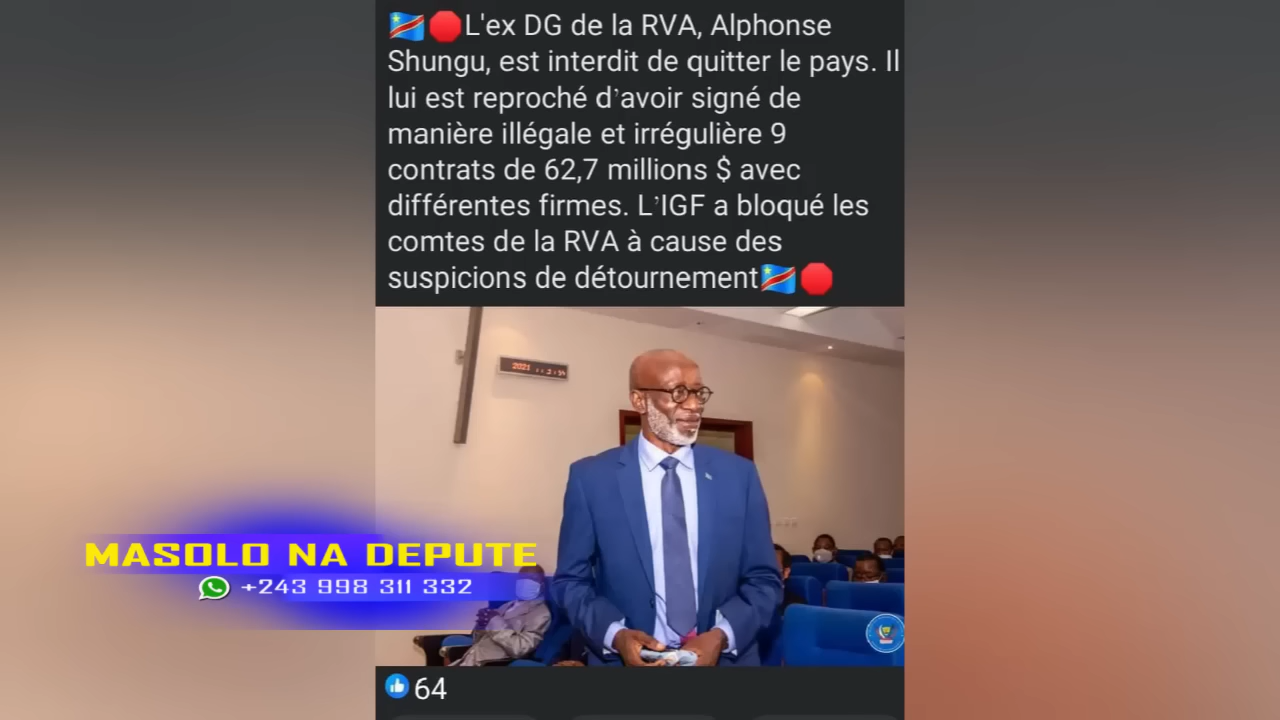 🇨🇩🛑L'ex DG de la RVA, Alphonse
Shungu, est interdit de quitter le pays. Il
lui est reproché d’avoir signé de
manière illégale et irrégulière 9
contrats de 62,7 millions $ avec
différentes firmes. L’IGF a bloqué les
comtes de la RVA à cause des
suspicions de détournement🇨🇩🛑
MASOLO NA DEPUTE
+243 998 311 332
64